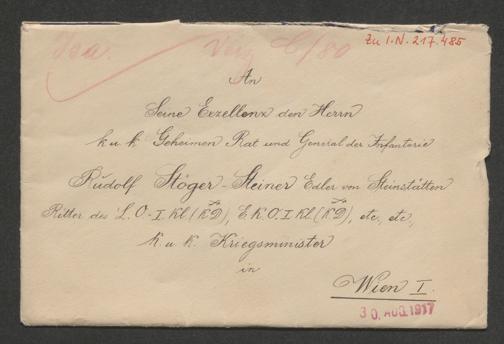 Zu I.N. 217.485
An
Seine Exzellenz den Herrn
k. u. k. Geheimen Rat und General der Infanterie
Rudolf Stöger-Steiner Edler von Steinstätten
Ritter des L. O.-I. Kl. (KD), E. K. O. I. Kl. (KD), etc. etc.,
k. u. k. Kriegsminister
in
Wien I.
30. AUG. 1917